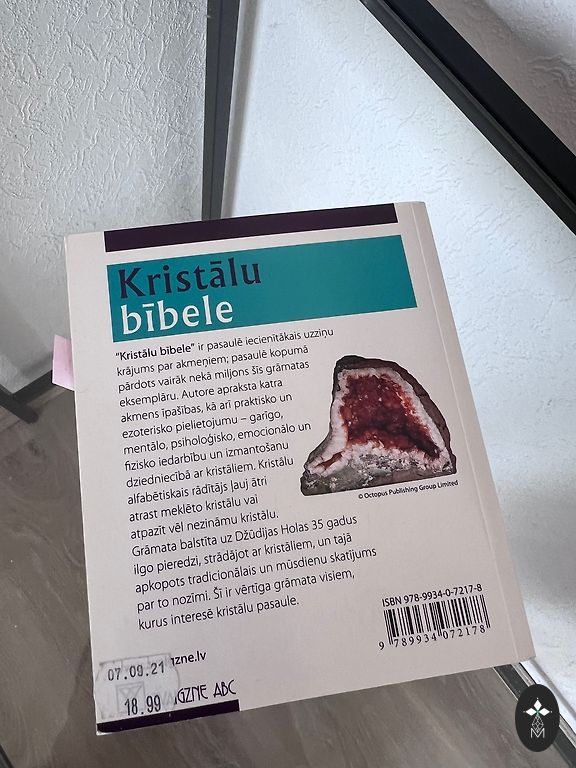 Kristālu
bībele
"Kristālu bībele" ir pasaulē iecienītākais uzziņu
krājums par akmeņiem; pasaulē kopumā
pārdots vairāk nekā miljons šīs grāmatas
eksemplāru. Autore apraksta katra
akmens īpašības, kā arī praktisko un
ezoterisko pielietojumu – garīgo,
mentālo, psiholoģisko, emocionālo un
fizisko iedarbību un izmantošanu
dziedniecībā ar kristāliem. Kristālu
alfabētiskais rādītājs ļauj ātri
atrast meklēto kristālu vai
atpazīt vēl nezināmu kristālu.
Grāmata balstīta uz Džūdijas Holas 35 gadus
ilgo pieredzi, strādājot ar kristāliem, un tajā
apkopots tradicionālais un mūsdienu skatījums
par to nozīmi. Šī ir vērtīga grāmata visiem,
kurus interesē kristālu pasaule.
© Octopus Publishing Group Limited
ISBN 978-9934-0-7217-8
9 789934 072178
gzne.lv
07.09.21
18.99
AIGZNE ABC
M